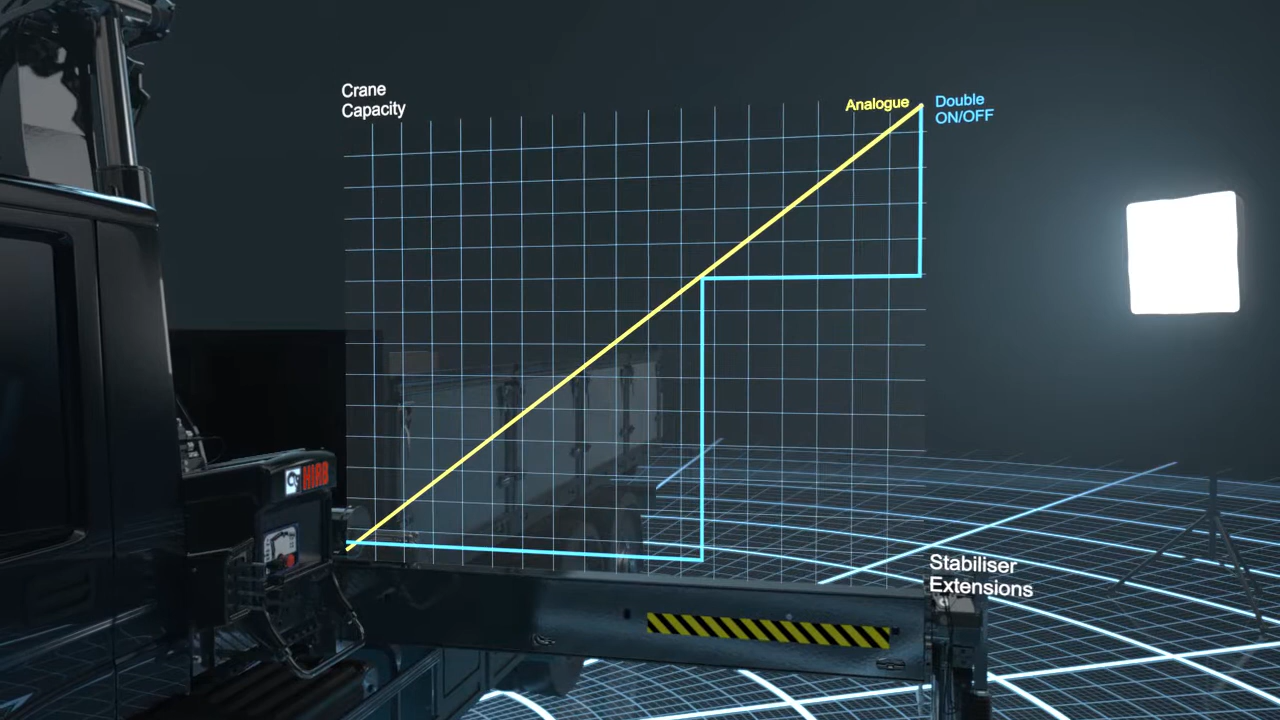 Crane
Capacity
Analogue
Double
ON/OFF
HIAB
Stabiliser
Extensions